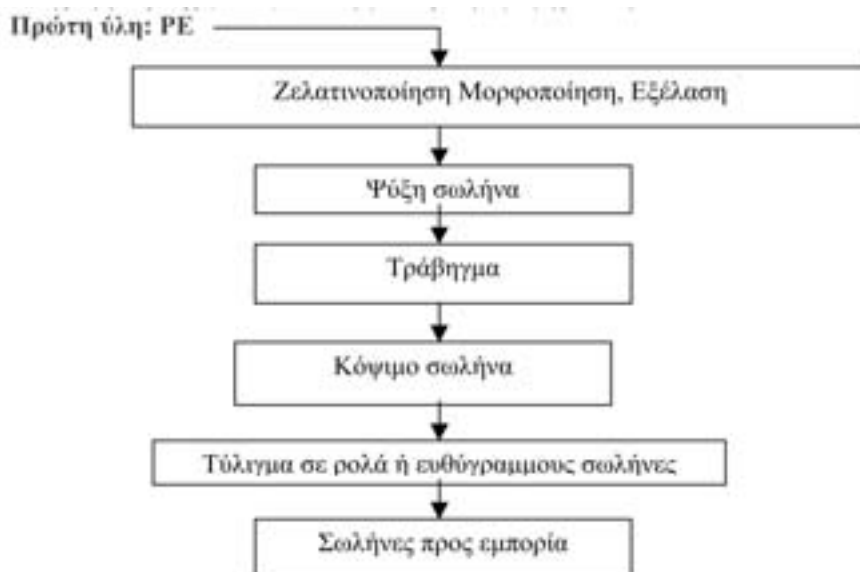 Πρώτη ύλη: PE
Ζελατινοποίηση Μορφοποίηση, Εξέλαση
Ψύξη σωλήνα
Τράβηγμα
Κόψιμο σωλήνα
Τύλιγμα σε ρολά ή ευθύγραμμους σωλήνες
Σωλήνες προς εμπορία